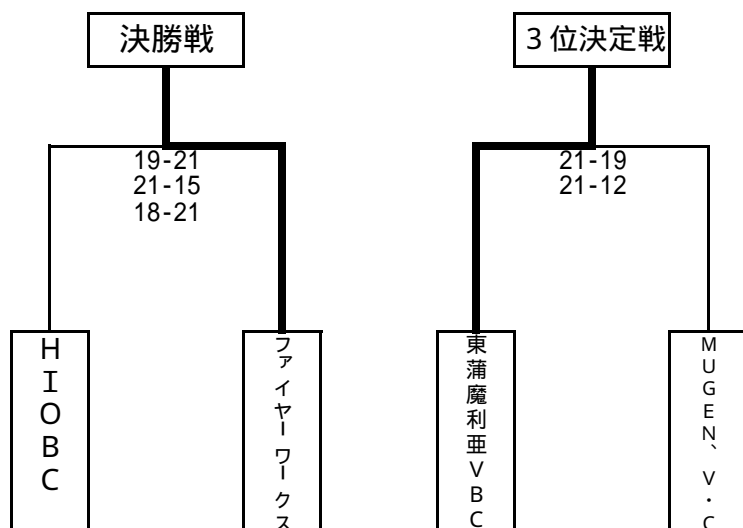 決勝戦
３位決定戦
19-21
21-15
18-21
21-19
21-12
ＨＩＯＢＣ
ファイヤーワークス
東蒲魔利亜ＶＢＣ
ＭＵＧＥＮ、Ｖ・Ｃ